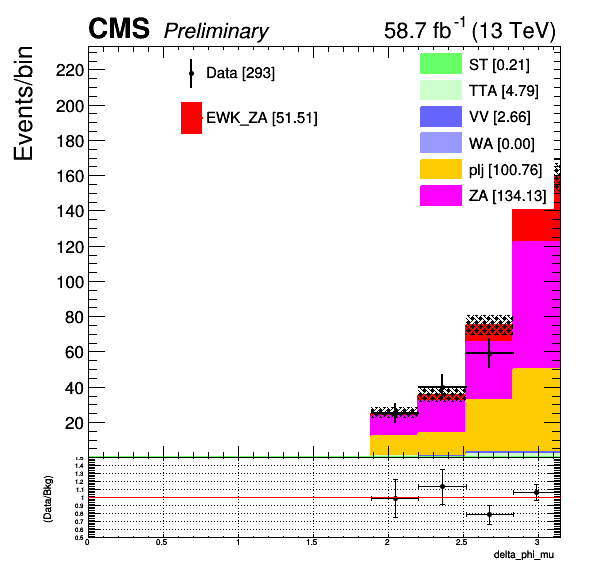 CMS Preliminary 58.7 fb⁻¹ (13 TeV)
Events/bin
Data [293]
EWK_ZA [51.51]
ST [0.21]
TTA [4.79]
VV [2.66]
WA [0.00]
plj [100.76]
ZA [134.13]
220
200
180
160
140
120
100
80
60
40
20
(Data/Bkg)
1.5
1.4
1.3
1.2
1.1
1
0.9
0.8
0.7
0.6
0.5
0 0.5 1 1.5 2 2.5 3
delta_phi_mu